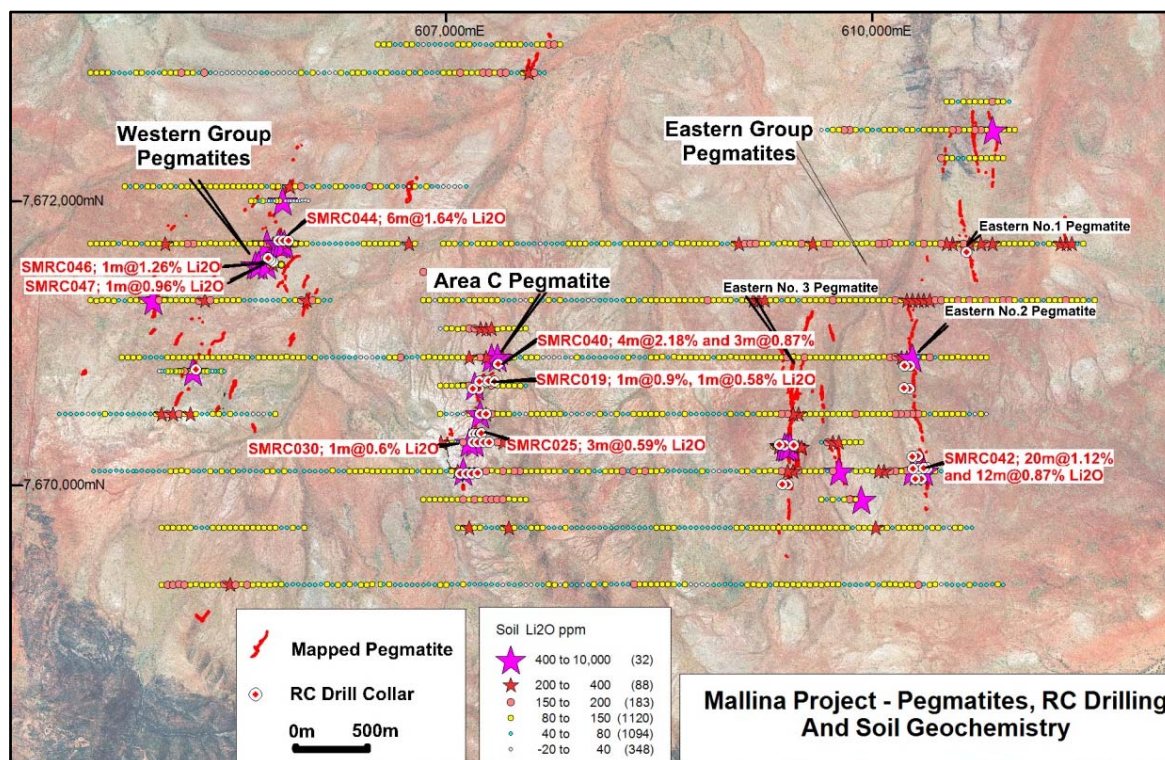 607,000mE
610,000mE
Western Group
Pegmatites
Eastern Group
Pegmatites
7,672,000mN
SMRC044; 6m@1.64% Li2O
Eastern No.1 Pegmatite
SMRC046; 1m@1.26% Li2O
SMRC047; 1m@0.96% Li2O
Area C Pegmatite
Eastern No. 3 Pegmatite
Eastern No.2 Pegmatite
SMRC040; 4m@2.18% and 3m@0.87%
SMRC019; 1m@0.9%, 1m@0.58% Li2O
SMRC030; 1m@0.6% Li2O
SMRC025; 3m@0.59% Li2O
SMRC042; 20m@1.12%
and 12m@0.87% Li2O
7,670,000mN
Mapped Pegmatite
RC Drill Collar
0m 500m
Soil Li2O ppm
400 to 10,000 (32)
200 to 400 (88)
150 to 200 (183)
80 to 150 (1120)
40 to 80 (1094)
-20 to 40 (348)
Mallina Project - Pegmatites, RC Drilling
And Soil Geochemistry